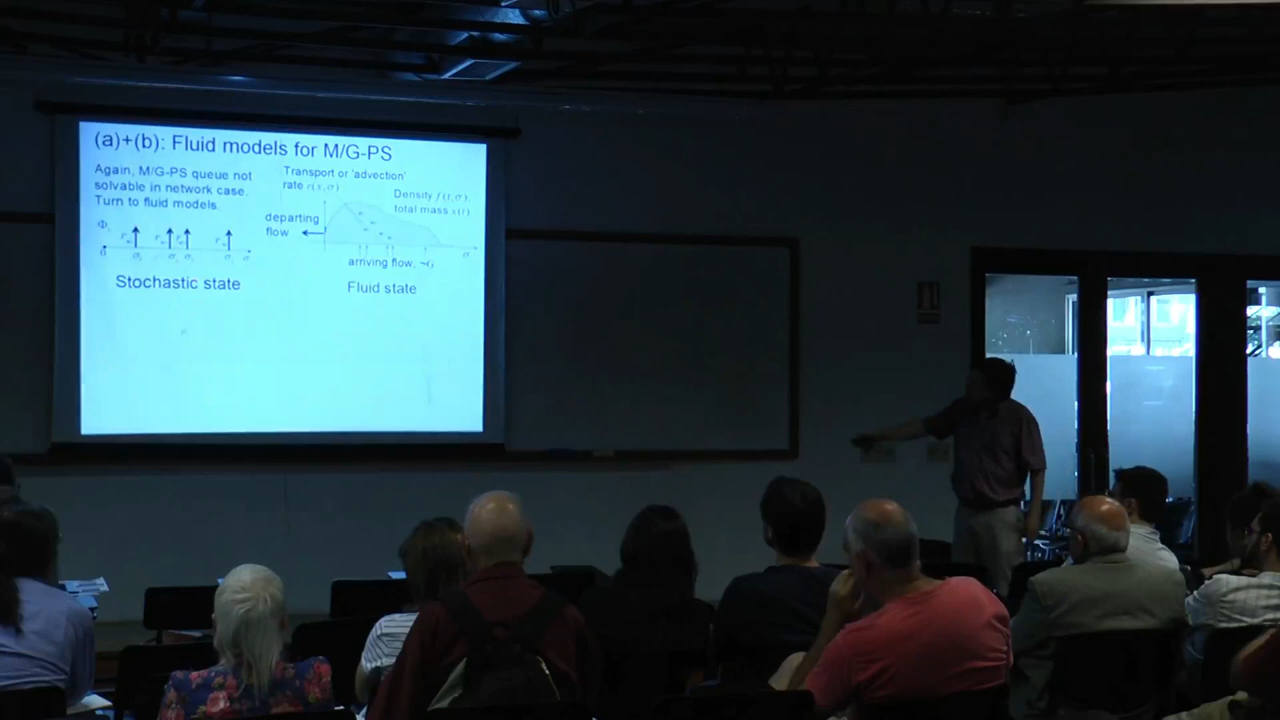 (a)+(b): Fluid models for M/G-PS
Again, M/G-PS queue not
solvable in network case.
Turn to fluid models.
Φ
0
Stochastic state
Transport or 'advection'
rate r(x,σ)
Density f(t,σ),
total mass x(t)
departing
flow
σ
arriving flow, ~G
Fluid state